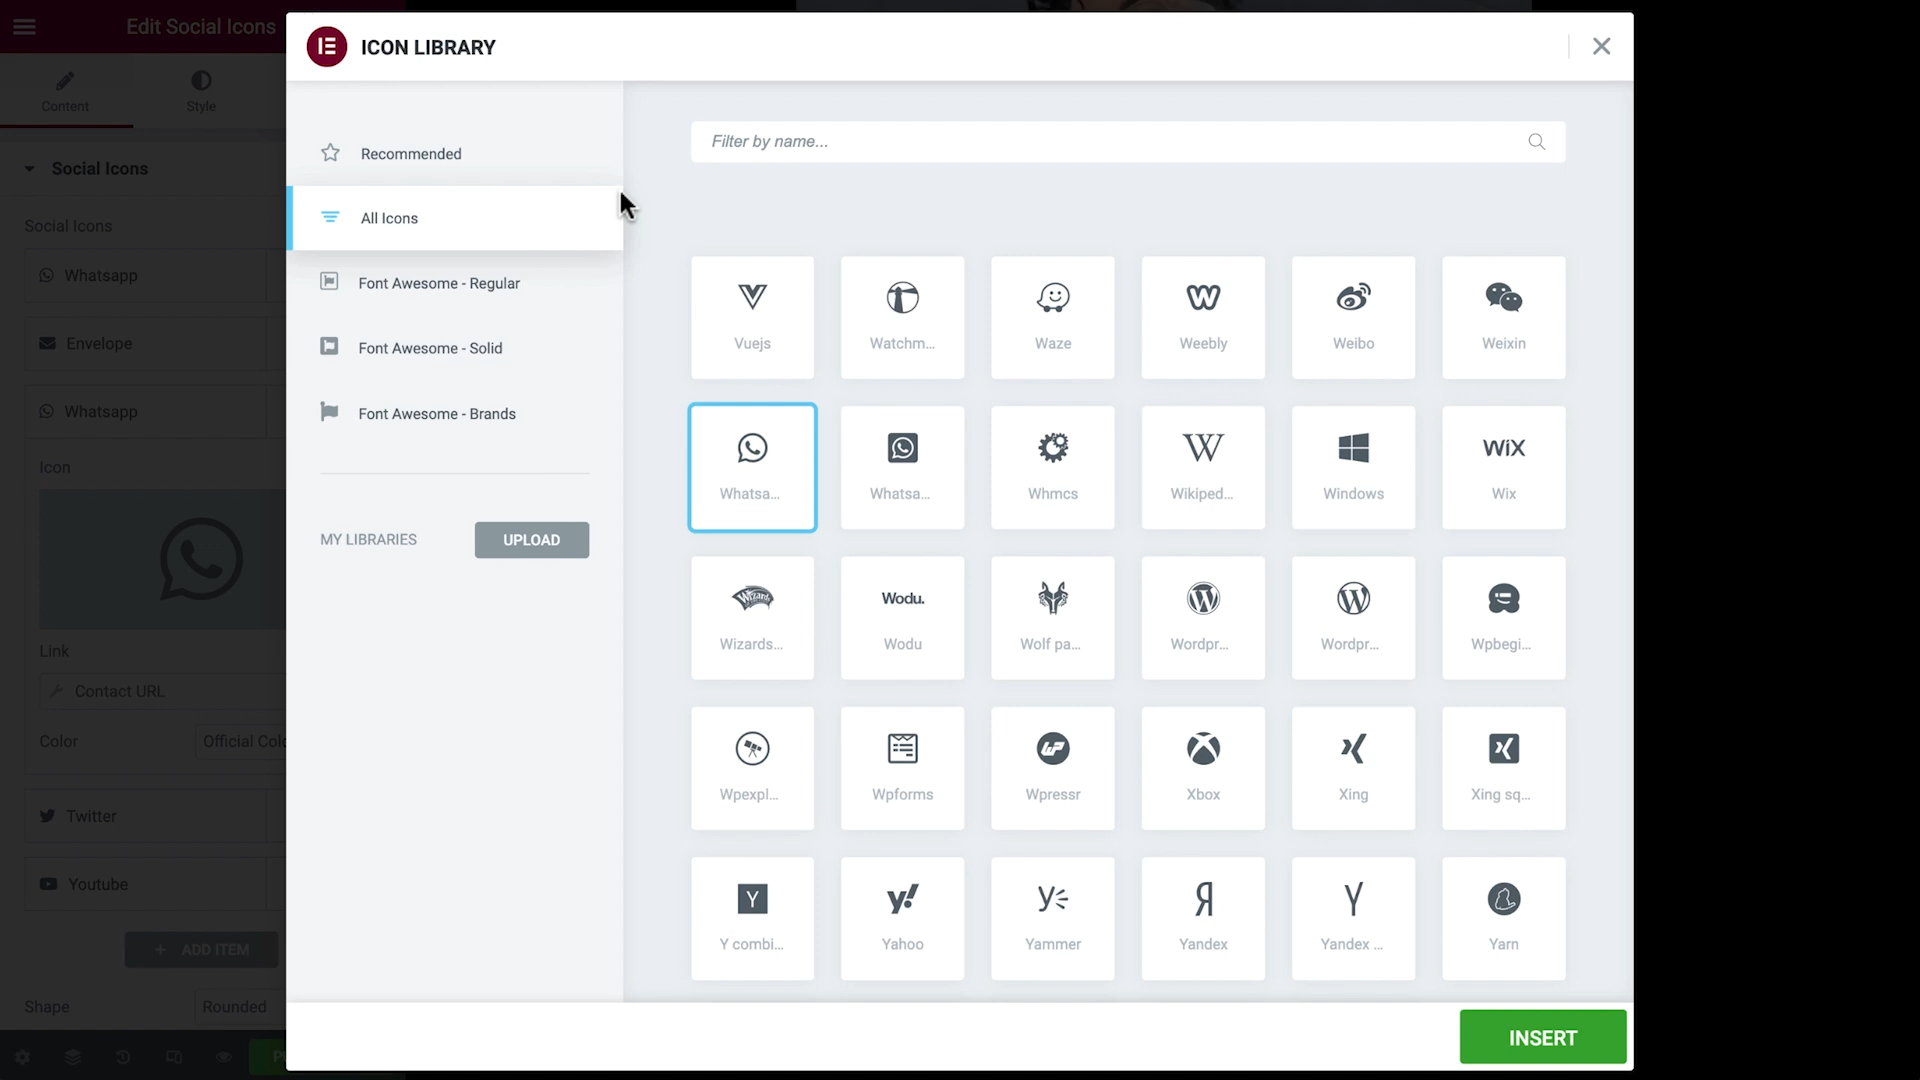 Edit Social Icons
Content
Style
Social Icons
Social Icons
Whatsapp
Envelope
Whatsapp
Icon
Link
Contact URL
Color
Twitter
Youtube
ADD ITEM
Shape
Rounded
ICON LIBRARY
Recommended
All Icons
Font Awesome - Regular
Font Awesome - Solid
Font Awesome - Brands
MY LIBRARIES
UPLOAD
Filter by name...
Vuejs
Watchm...
Waze
Weebly
Weibo
Weixin
Whatsa...
Whatsa...
Whmcs
Wikiped...
Windows
WiX
Wix
Wizards...
Wodu.
Wodu
Wolf pa...
Wordpr...
Wordpr...
Wpbegi...
Wpexpl...
Wpforms
Wpressr
Xbox
Xing
Xing sq...
Y combi...
Yahoo
Yammer
Yandex
Yandex ...
Yarn
INSERT